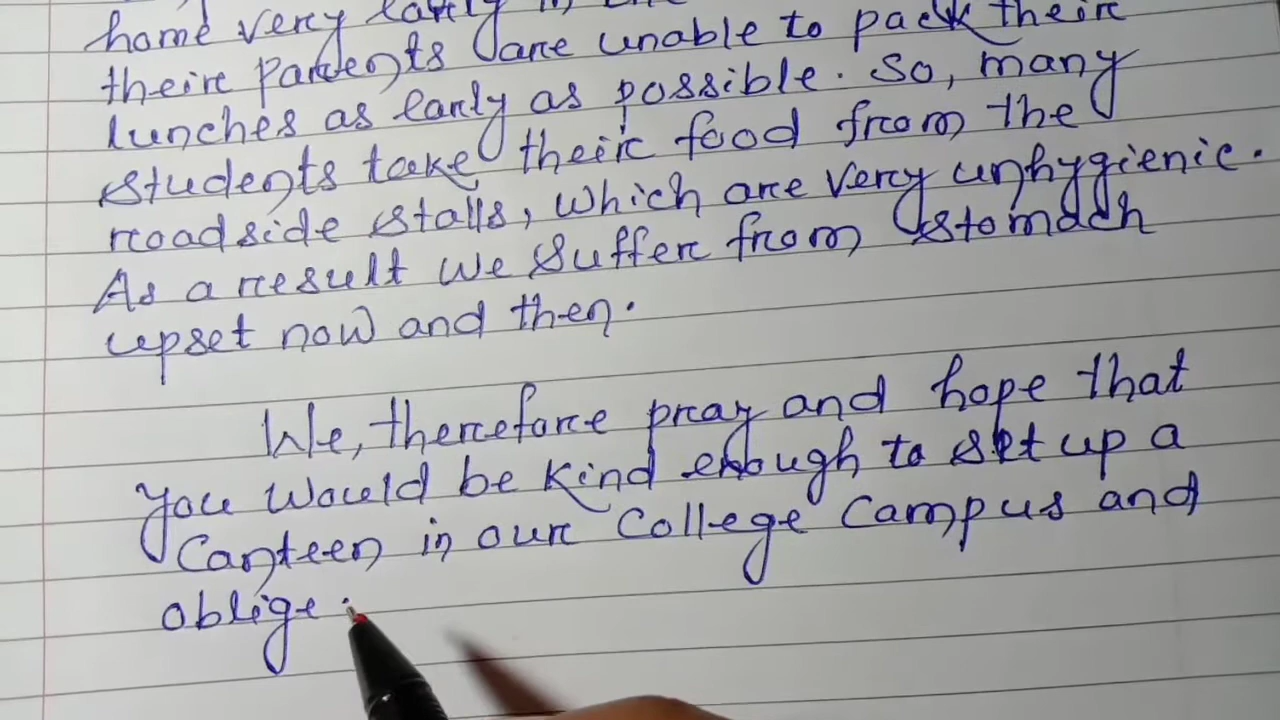 home very early in the
their parents are unable to pack their
lunches as early as possible. So, many
students take their food from the
roadside stalls, which are very unhygienic.
As a result we suffer from stomach
upset now and then.
We, therefore pray and hope that
you would be kind enough to set up a
Canteen in our College Campus and
oblige.